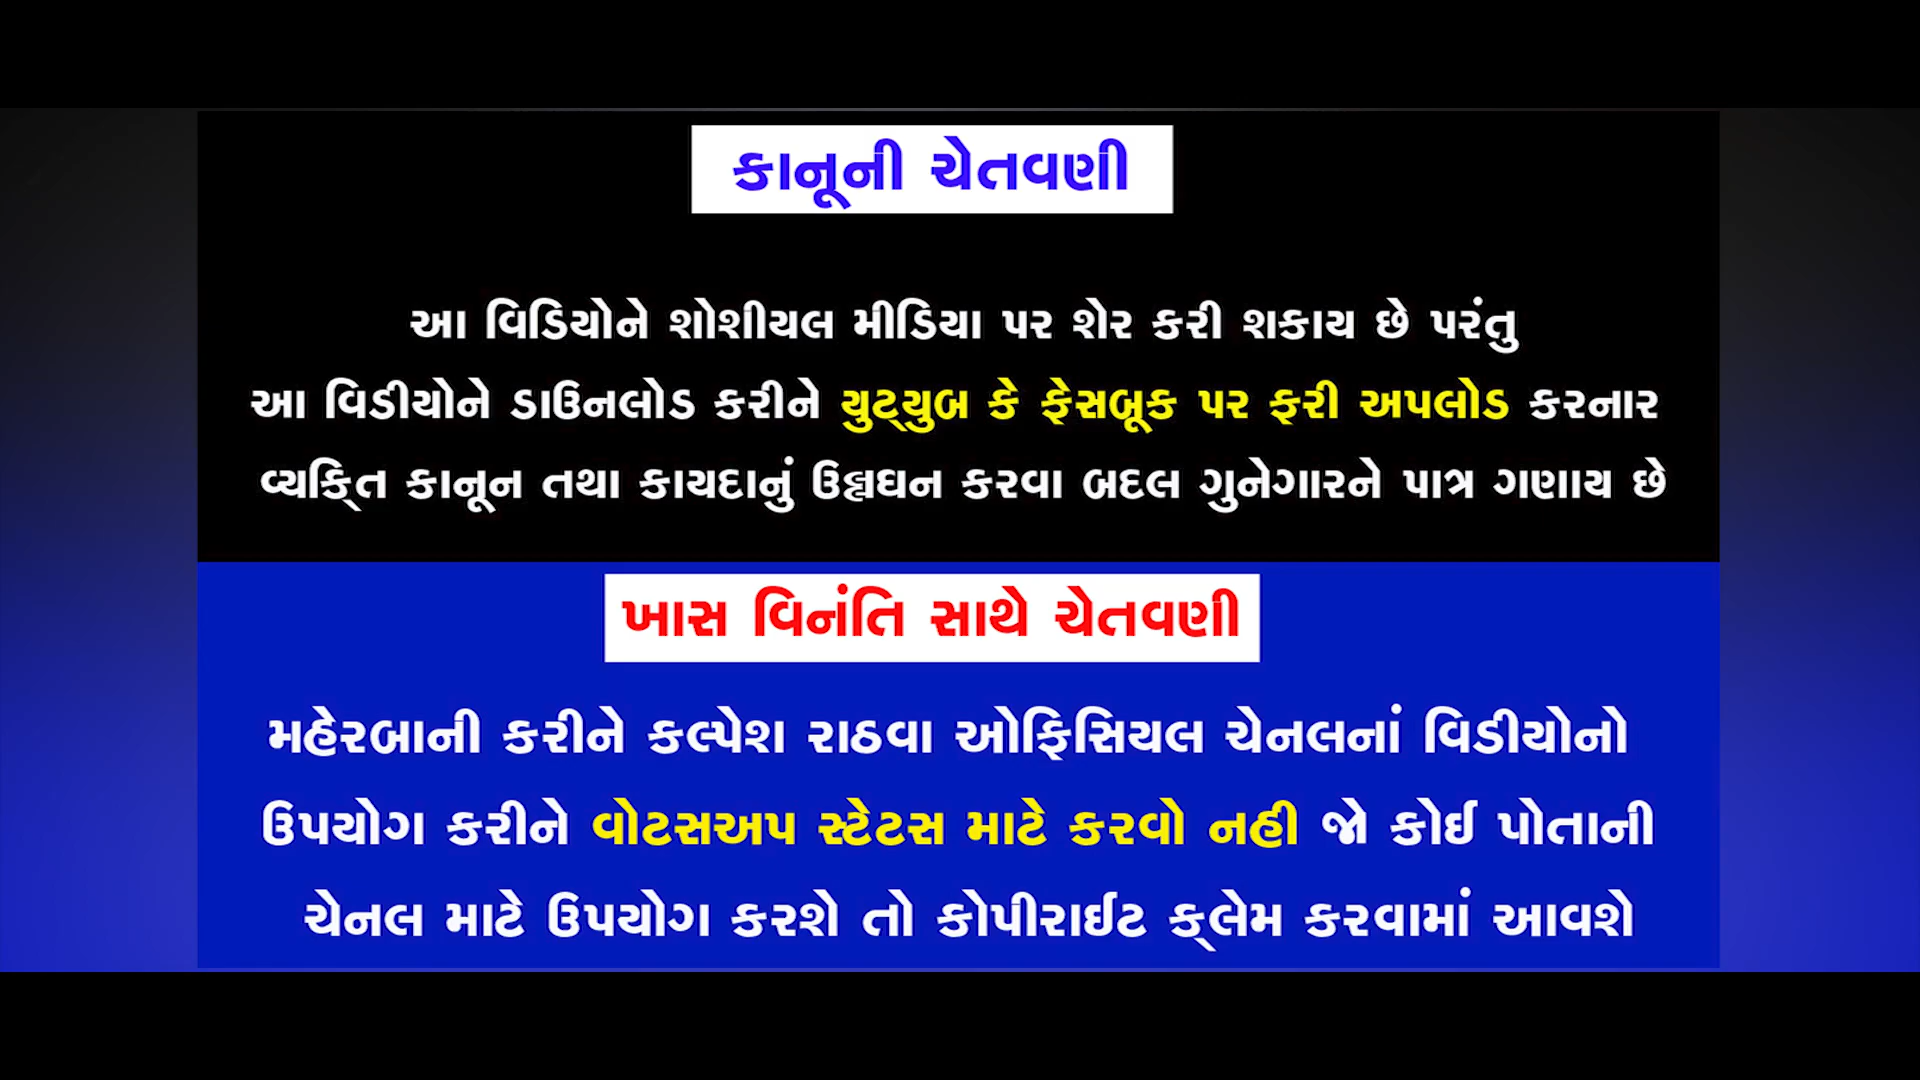 કાનૂની ચેતવણી
આ વિડિયોને શોશીયલ મીડિયા પર શેર કરી શકાય છે પરંતુ
આ વિડીયોને ડાઉનલોડ કરીને યુટ્યુબ કે ફેસબૂક પર ફરી અપલોડ કરનાર
વ્યક્તિ કાનૂન તથા કાયદાનું ઉલ્લઘન કરવા બદલ ગુનેગારને પાત્ર ગણાય છે
ખાસ વિનંતિ સાથે ચેતવણી
મહેરબાની કરીને કલ્પેશ રાઠવા ઓફિસિયલ ચેનલનાં વિડીયોનો
ઉપયોગ કરીને વોટસઅપ સ્ટેટસ માટે કરવો નહી જો કોઈ પોતાની
ચેનલ માટે ઉપયોગ કરશે તો કોપીરાઈટ ક્લેમ કરવામાં આવશે